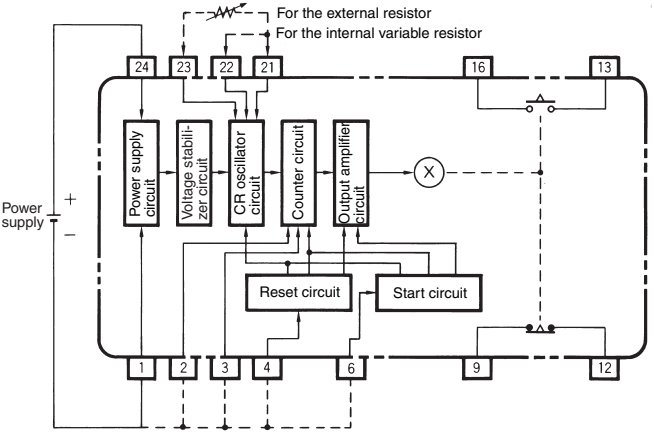 For the external resistor
For the internal variable resistor
24
23
22
21
16
13
Power supply
circuit
Voltage stabili-
zer circuit
CR oscillator
circuit
Counter circuit
Output amplifier
circuit
X
+
Power
supply
−
Reset circuit
Start circuit
1
2
3
4
6
9
12